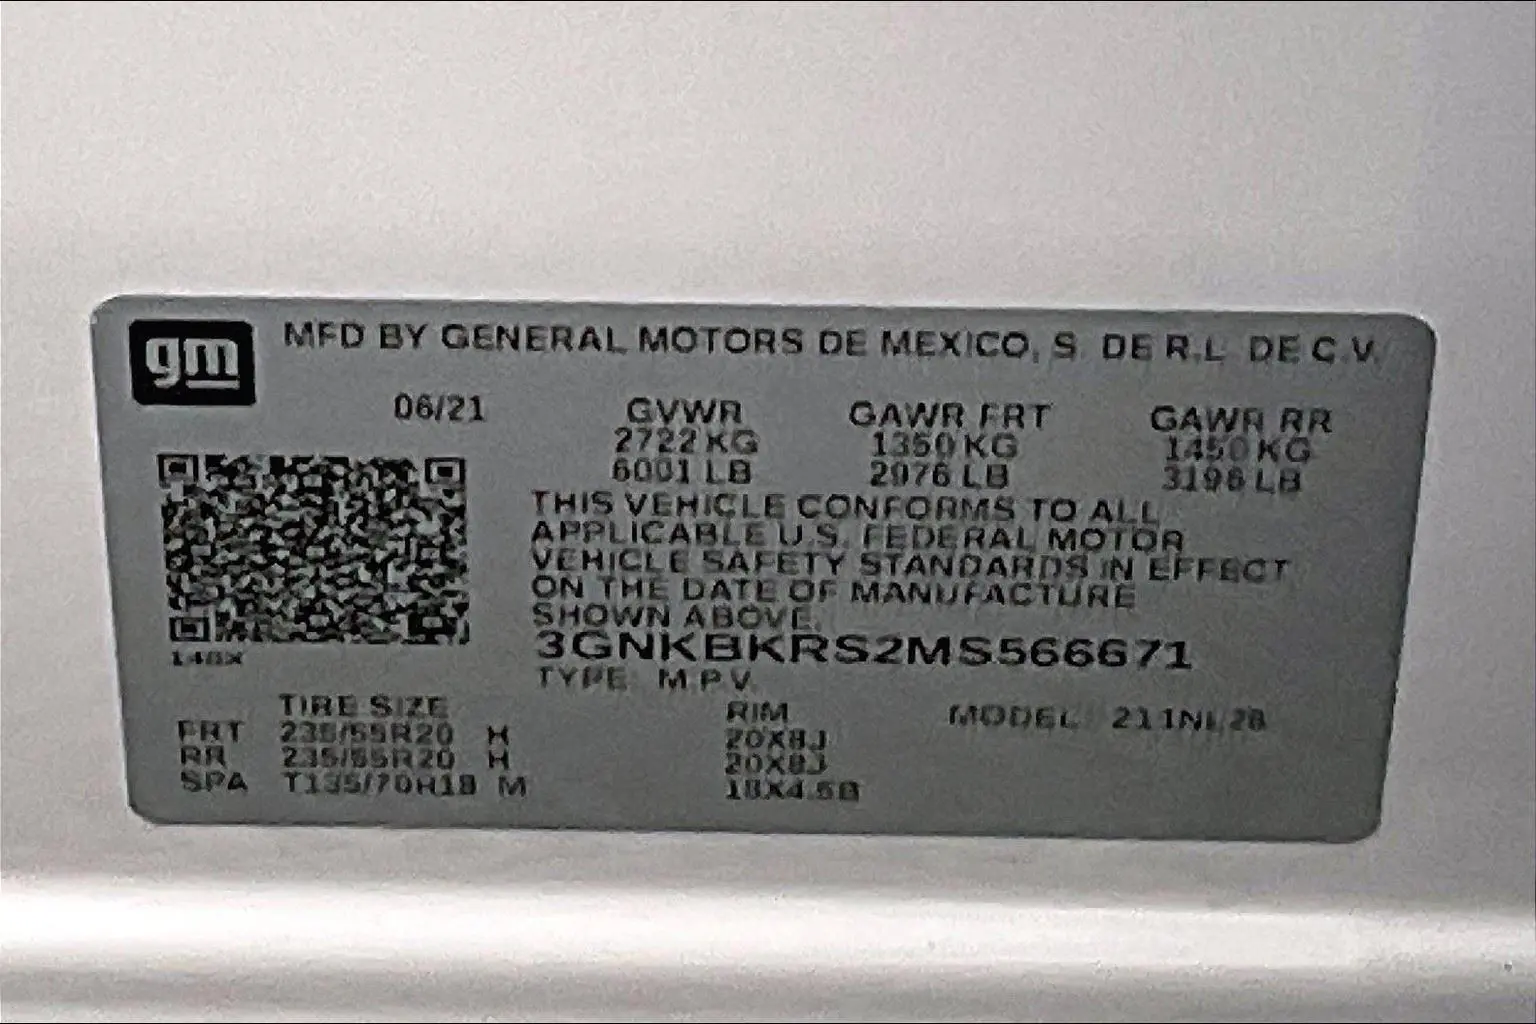 gm
MFD BY GENERAL MOTORS DE MEXICO, S. DE R.L. DE C.V.
06/21 GVWR GAWR FRT GAWR RR
2722 KG 1350 KG 1450 KG
6001 LB 2976 LB 3196 LB
THIS VEHICLE CONFORMS TO ALL
APPLICABLE U.S. FEDERAL MOTOR
VEHICLE SAFETY STANDARDS IN EFFECT
ON THE DATE OF MANUFACTURE
SHOWN ABOVE.
3GNKBKRS2MS566671
TYPE: M.P.V.
TIRE SIZE RIM MODEL 211NL26
FRT 235/55R20 H 20X8J
RR 235/55R20 H 20X8J
SPA T135/70R18 M 18X4.5B